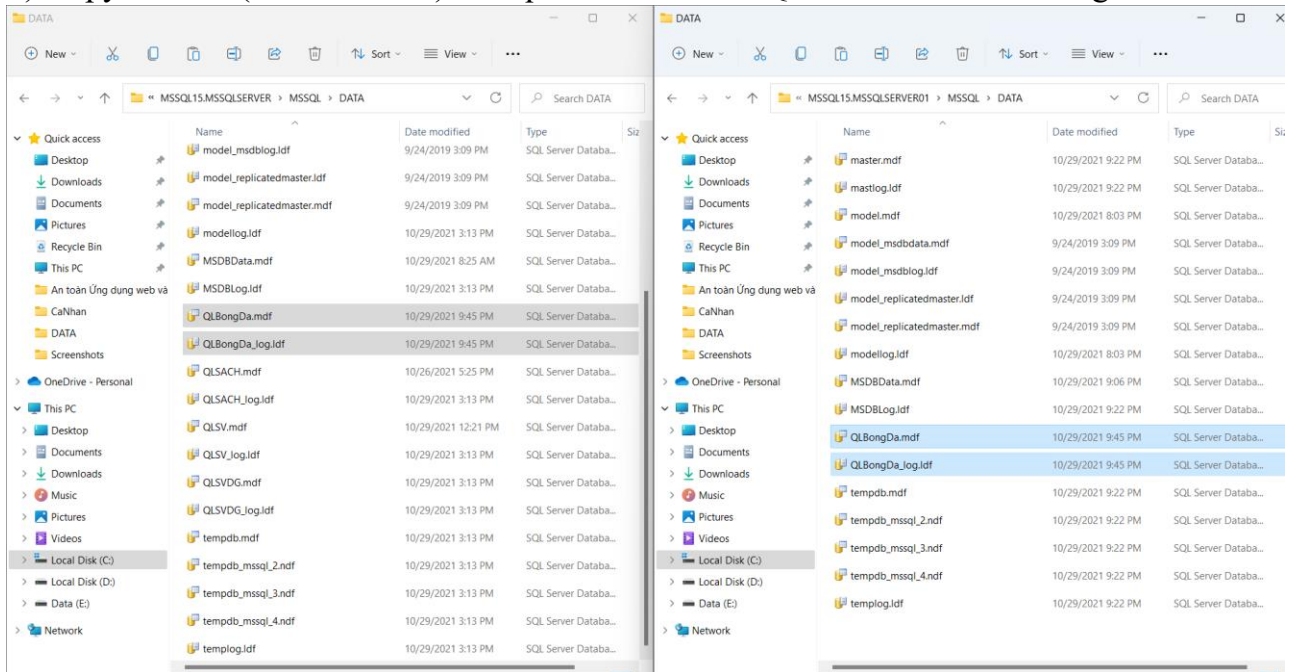 DATA
New
Sort
View
MSSQL15.MSSQLSERVER > MSSQL > DATA
Search DATA
Name
Date modified
Type
Siz
Quick access
Desktop
Downloads
Documents
Pictures
Recycle Bin
This PC
An toàn Ứng dụng web và
CaNhan
DATA
Screenshots
OneDrive - Personal
This PC
Desktop
Documents
Downloads
Music
Pictures
Videos
Local Disk (C:)
Local Disk (D:)
Data (E:)
Network
model_msdblog.ldf 9/24/2019 3:09 PM SQL Server Databa...
model_replicatedmaster.ldf 9/24/2019 3:09 PM SQL Server Databa...
model_replicatedmaster.mdf 9/24/2019 3:09 PM SQL Server Databa...
modellog.ldf 10/29/2021 3:13 PM SQL Server Databa...
MSDBData.mdf 10/29/2021 8:25 AM SQL Server Databa...
MSDBLog.ldf 10/29/2021 3:13 PM SQL Server Databa...
QLBongDa.mdf 10/29/2021 9:45 PM SQL Server Databa...
QLBongDa_log.ldf 10/29/2021 9:45 PM SQL Server Databa...
QLSACH.mdf 10/26/2021 5:25 PM SQL Server Databa...
QLSACH_log.ldf 10/29/2021 3:13 PM SQL Server Databa...
QLSV.mdf 10/29/2021 12:21 PM SQL Server Databa...
QLSV_log.ldf 10/29/2021 3:13 PM SQL Server Databa...
QLSVDG.mdf 10/29/2021 3:13 PM SQL Server Databa...
QLSVDG_log.ldf 10/29/2021 3:13 PM SQL Server Databa...
tempdb.mdf 10/29/2021 3:13 PM SQL Server Databa...
tempdb_mssql_2.ndf 10/29/2021 3:13 PM SQL Server Databa...
tempdb_mssql_3.ndf 10/29/2021 3:13 PM SQL Server Databa...
tempdb_mssql_4.ndf 10/29/2021 3:13 PM SQL Server Databa...
templog.ldf 10/29/2021 3:13 PM SQL Server Databa...
DATA
New
Sort
View
MSSQL15.MSSQLSERVER01 > MSSQL > DATA
Search DATA
Name
Date modified
Type
Siz
Quick access
Desktop
Downloads
Documents
Pictures
Recycle Bin
This PC
An toàn Ứng dụng web và
CaNhan
DATA
Screenshots
OneDrive - Personal
This PC
Desktop
Documents
Downloads
Music
Pictures
Videos
Local Disk (C:)
Local Disk (D:)
Data (E:)
Network
master.mdf 10/29/2021 9:22 PM SQL Server Databa...
mastlog.ldf 10/29/2021 9:22 PM SQL Server Databa...
model.mdf 10/29/2021 8:03 PM SQL Server Databa...
model_msdbdata.mdf 9/24/2019 3:09 PM SQL Server Databa...
model_msdblog.ldf 9/24/2019 3:09 PM SQL Server Databa...
model_replicatedmaster.ldf 9/24/2019 3:09 PM SQL Server Databa...
model_replicatedmaster.mdf 9/24/2019 3:09 PM SQL Server Databa...
modellog.ldf 10/29/2021 8:03 PM SQL Server Databa...
MSDBData.mdf 10/29/2021 9:06 PM SQL Server Databa...
MSDBLog.ldf 10/29/2021 9:22 PM SQL Server Databa...
QLBongDa.mdf 10/29/2021 9:45 PM SQL Server Databa...
QLBongDa_log.ldf 10/29/2021 9:45 PM SQL Server Databa...
tempdb.mdf 10/29/2021 9:22 PM SQL Server Databa...
tempdb_mssql_2.ndf 10/29/2021 9:22 PM SQL Server Databa...
tempdb_mssql_3.ndf 10/29/2021 9:22 PM SQL Server Databa...
tempdb_mssql_4.ndf 10/29/2021 9:22 PM SQL Server Databa...
templog.ldf 10/29/2021 9:22 PM SQL Server Databa...